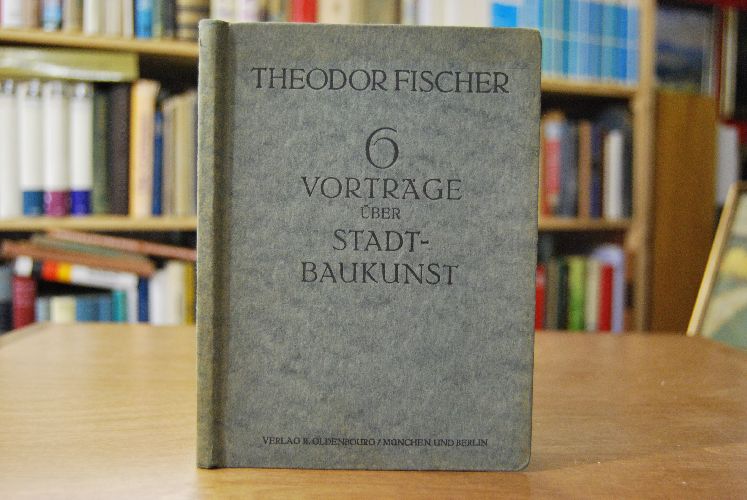 THEODOR FISCHER
6
VORTRÄGE
ÜBER
STADT-
BAUKUNST
VERLAG R. OLDENBOURG / MÜNCHEN UND BERLIN